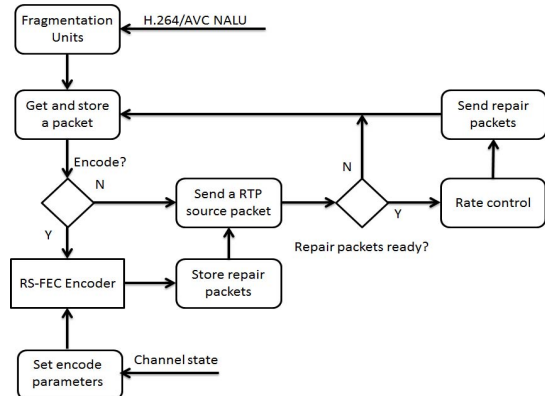 Fragmentation
Units
H.264/AVC NALU
Get and store
a packet
Send repair
packets
Encode?
N
N
Send a RTP
source packet
Y
Rate control
Y
Repair packets ready?
RS-FEC Encoder
Store repair
packets
Set encode
parameters
Channel state